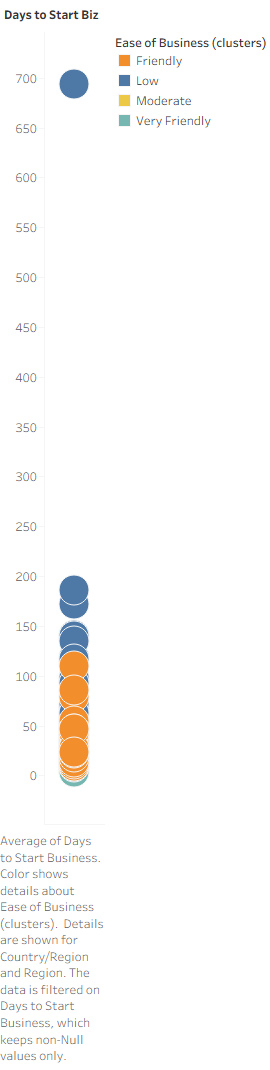 Days to Start Biz
Ease of Business (clusters)
Friendly
Low
Moderate
Very Friendly
700
650
600
550
500
450
400
350
300
250
200
150
100
50
0
Average of Days
to Start Business.
Color shows
details about
Ease of Business
(clusters). Details
are shown for
Country/Region
and Region. The
data is filtered on
Days to Start
Business, which
keeps non-Null
values only.